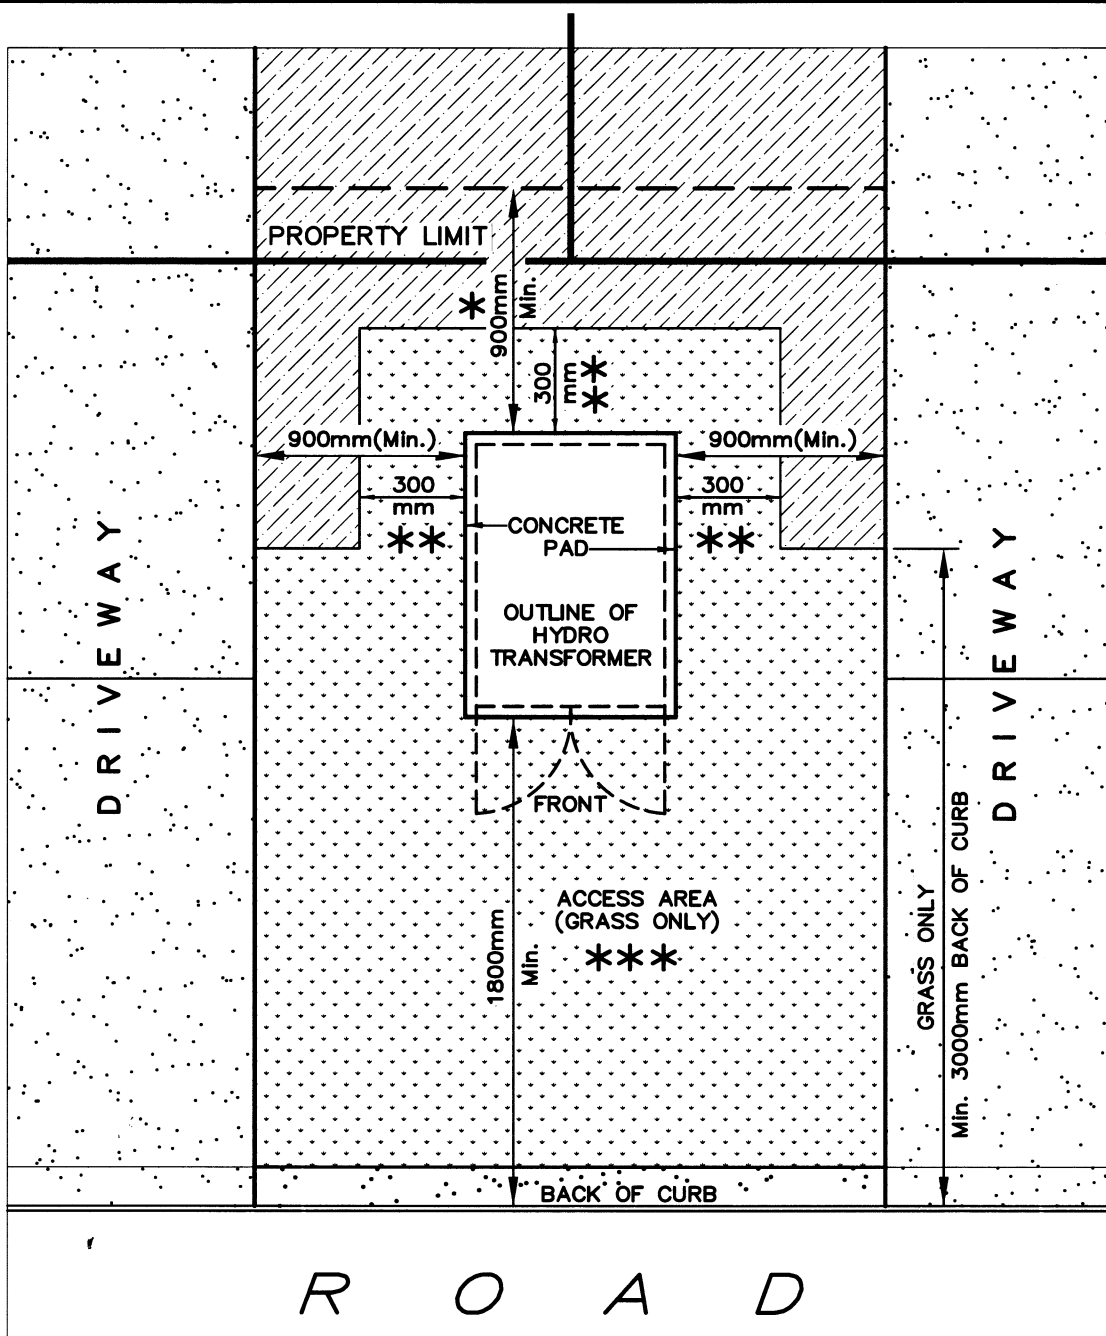 PROPERTY LIMIT
*
900mm
Min.
300
mm
**
900mm(Min.)
900mm(Min.)
300
mm
**
300
mm
**
CONCRETE
PAD
OUTLINE OF
HYDRO
TRANSFORMER
DRIVEWAY
DRIVEWAY
FRONT
ACCESS AREA
(GRASS ONLY)
***
1800mm
Min.
GRASS ONLY
Min. 3000mm BACK OF CURB
BACK OF CURB
ROAD